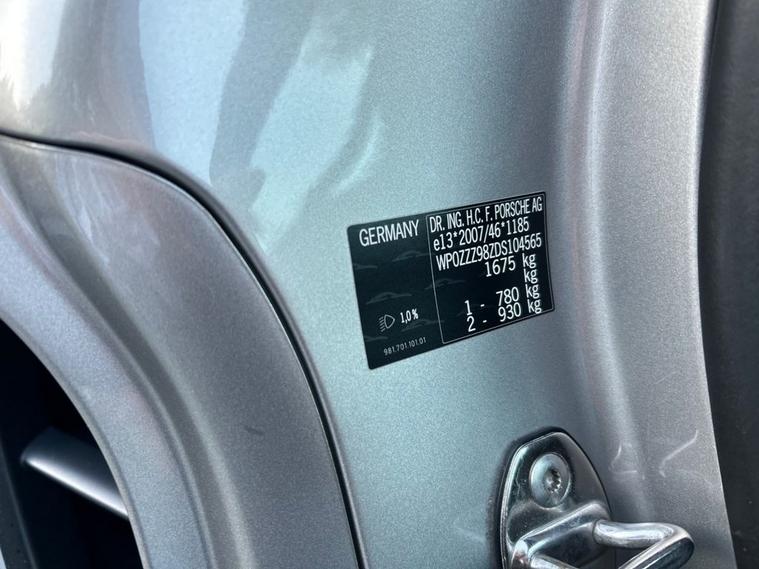 GERMANY
1,0%
981.701.101.01
DR. ING. H.C. F. PORSCHE AG
e13*2007/46*1185
WP0ZZZ98ZDS104565
1675 kg
kg
1 - 780 kg
2 - 930 kg